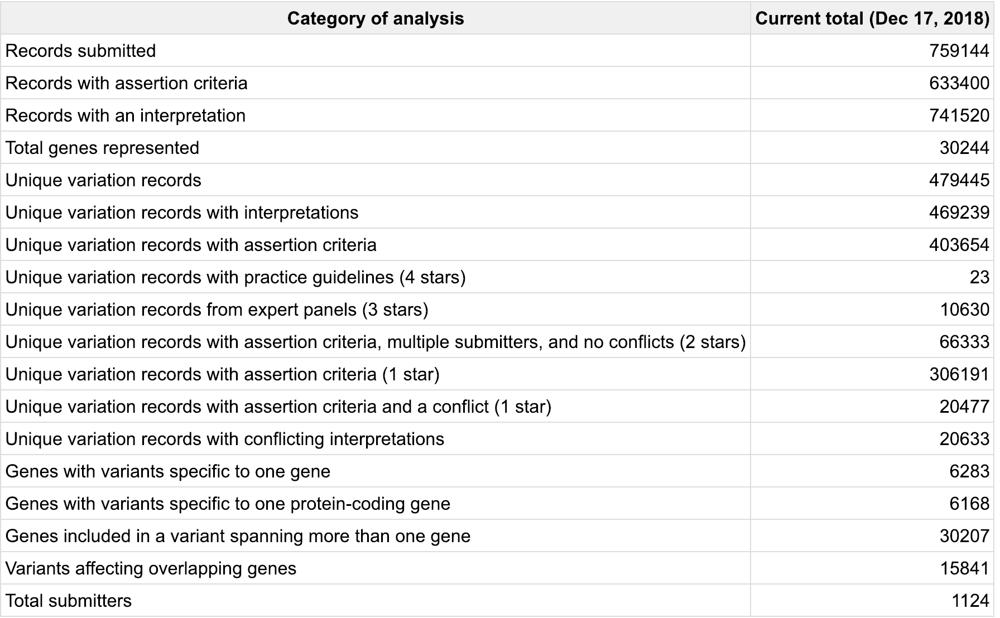 Category of analysis Current total (Dec 17, 2018)
Records submitted 759144
Records with assertion criteria 633400
Records with an interpretation 741520
Total genes represented 30244
Unique variation records 479445
Unique variation records with interpretations 469239
Unique variation records with assertion criteria 403654
Unique variation records with practice guidelines (4 stars) 23
Unique variation records from expert panels (3 stars) 10630
Unique variation records with assertion criteria, multiple submitters, and no conflicts (2 stars) 66333
Unique variation records with assertion criteria (1 star) 306191
Unique variation records with assertion criteria and a conflict (1 star) 20477
Unique variation records with conflicting interpretations 20633
Genes with variants specific to one gene 6283
Genes with variants specific to one protein-coding gene 6168
Genes included in a variant spanning more than one gene 30207
Variants affecting overlapping genes 15841
Total submitters 1124